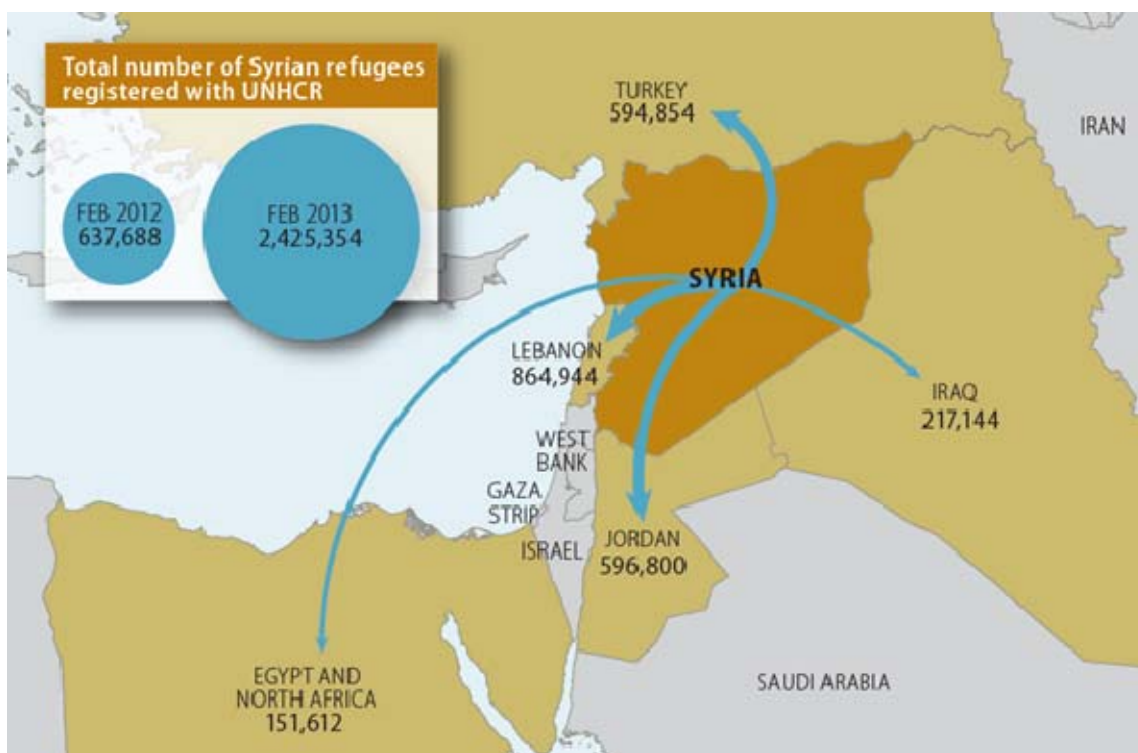 Total number of Syrian refugees
registered with UNHCR
FEB 2012
637,688
FEB 2013
2,425,354
TURKEY
594,854
IRAN
SYRIA
LEBANON
864,944
IRAQ
217,144
WEST
BANK
GAZA
STRIP
ISRAEL
JORDAN
596,800
EGYPT AND
NORTH AFRICA
151,612
SAUDI ARABIA